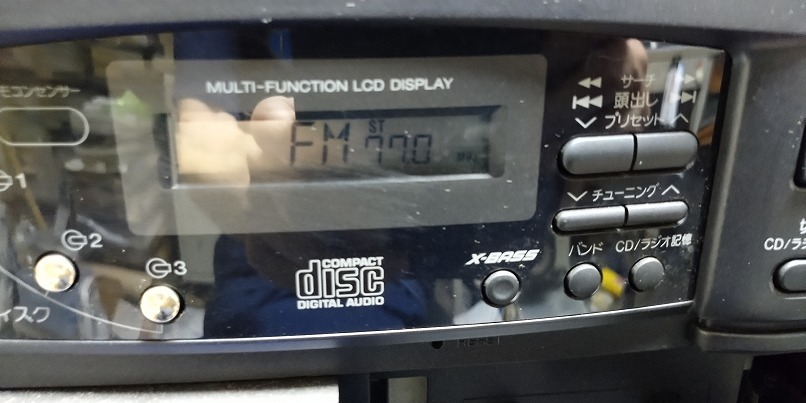 MULTI-FUNCTION LCD DISPLAY
FM ST 77.0 MHz
モコンセンサー
1
2
3
ィスク
COMPACT
disc
DIGITAL AUDIO
X-BASS
サーチ
頭出し
プリセット
チューニング
バンド CD/ラジオ記憶
RESET